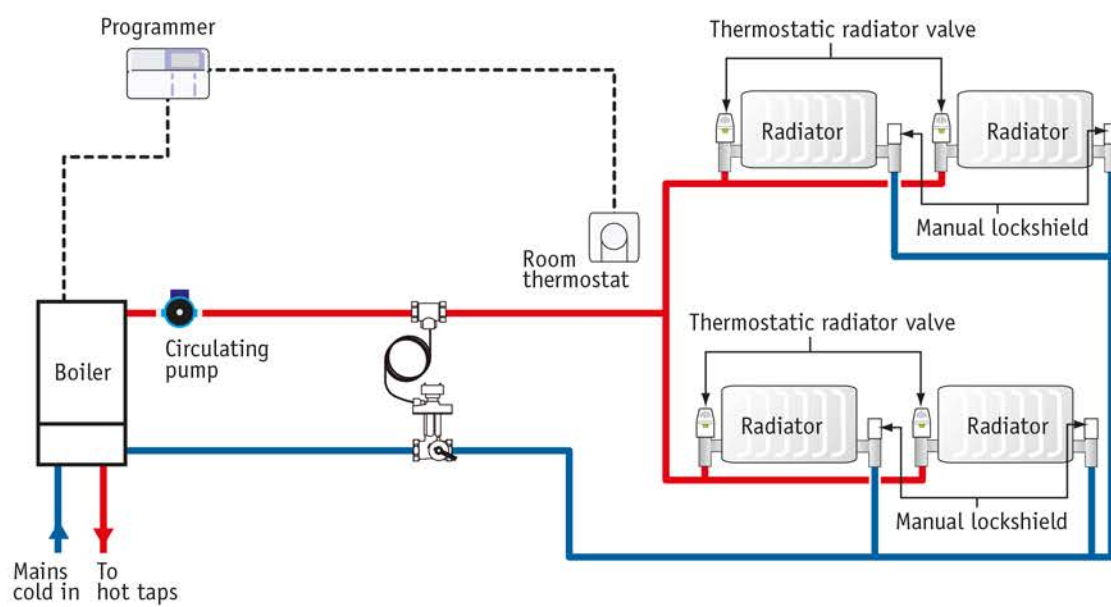 Programmer
Thermostatic radiator valve
Radiator
Radiator
Manual lockshield
Room
thermostat
Circulating
pump
Boiler
Thermostatic radiator valve
Radiator
Radiator
Manual lockshield
Mains
cold in
To
hot taps